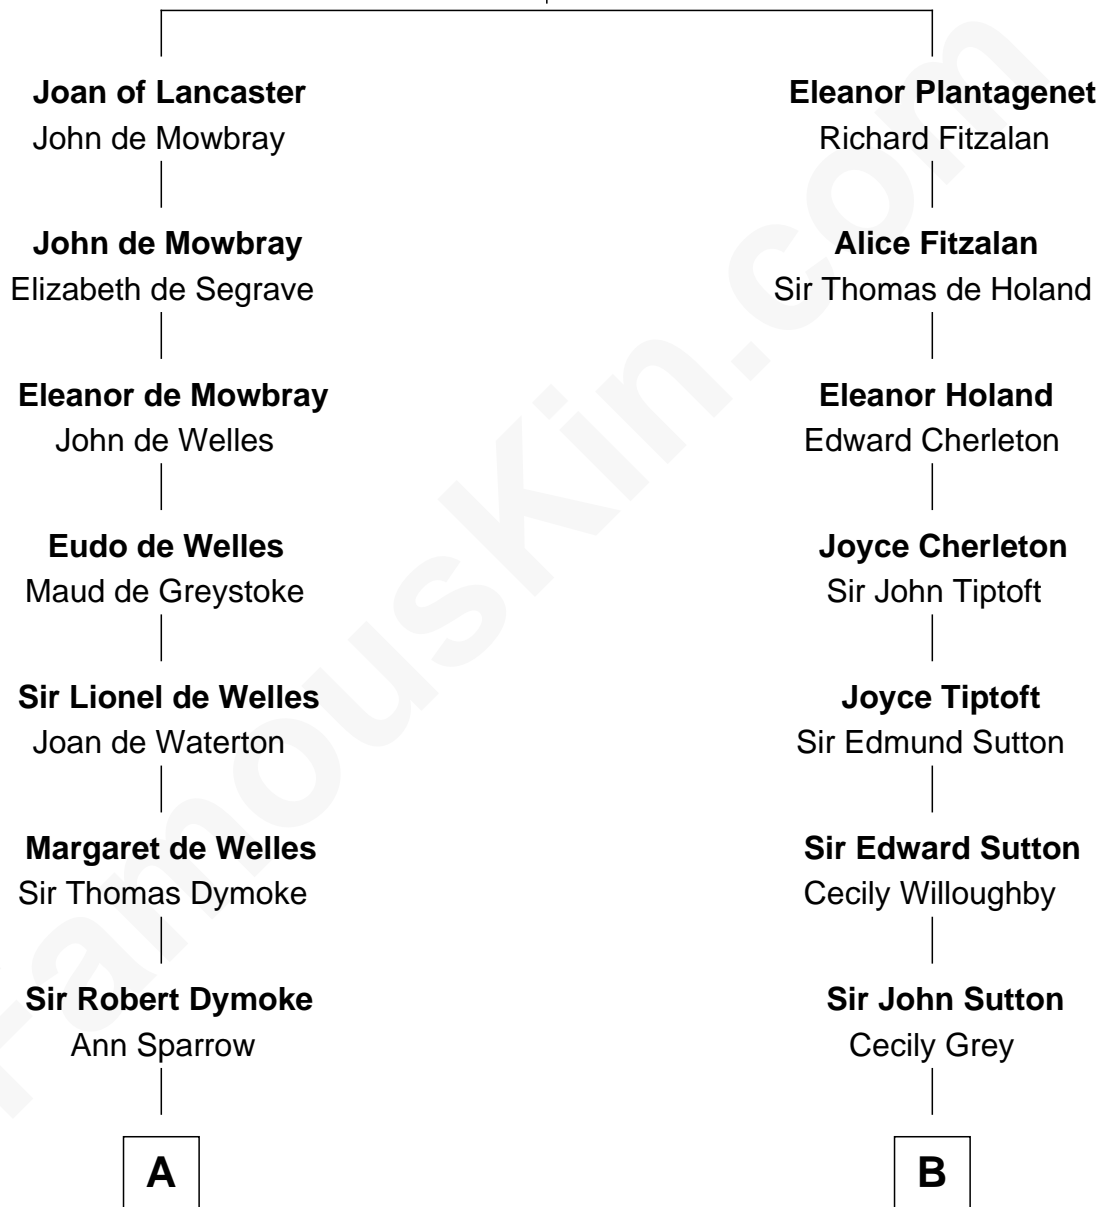 Joan of Lancaster
John de Mowbray
Eleanor Plantagenet
Richard Fitzalan
John de Mowbray
Elizabeth de Segrave
Alice Fitzalan
Sir Thomas de Holand
Eleanor de Mowbray
John de Welles
Eleanor Holand
Edward Cherleton
Eudo de Welles
Maud de Greystoke
Joyce Cherleton
Sir John Tiptoft
Sir Lionel de Welles
Joan de Waterton
Joyce Tiptoft
Sir Edmund Sutton
Margaret de Welles
Sir Thomas Dymoke
Sir Edward Sutton
Cecily Willoughby
Sir Robert Dymoke
Ann Sparrow
Sir John Sutton
Cecily Grey
A
B
FamousKin.com